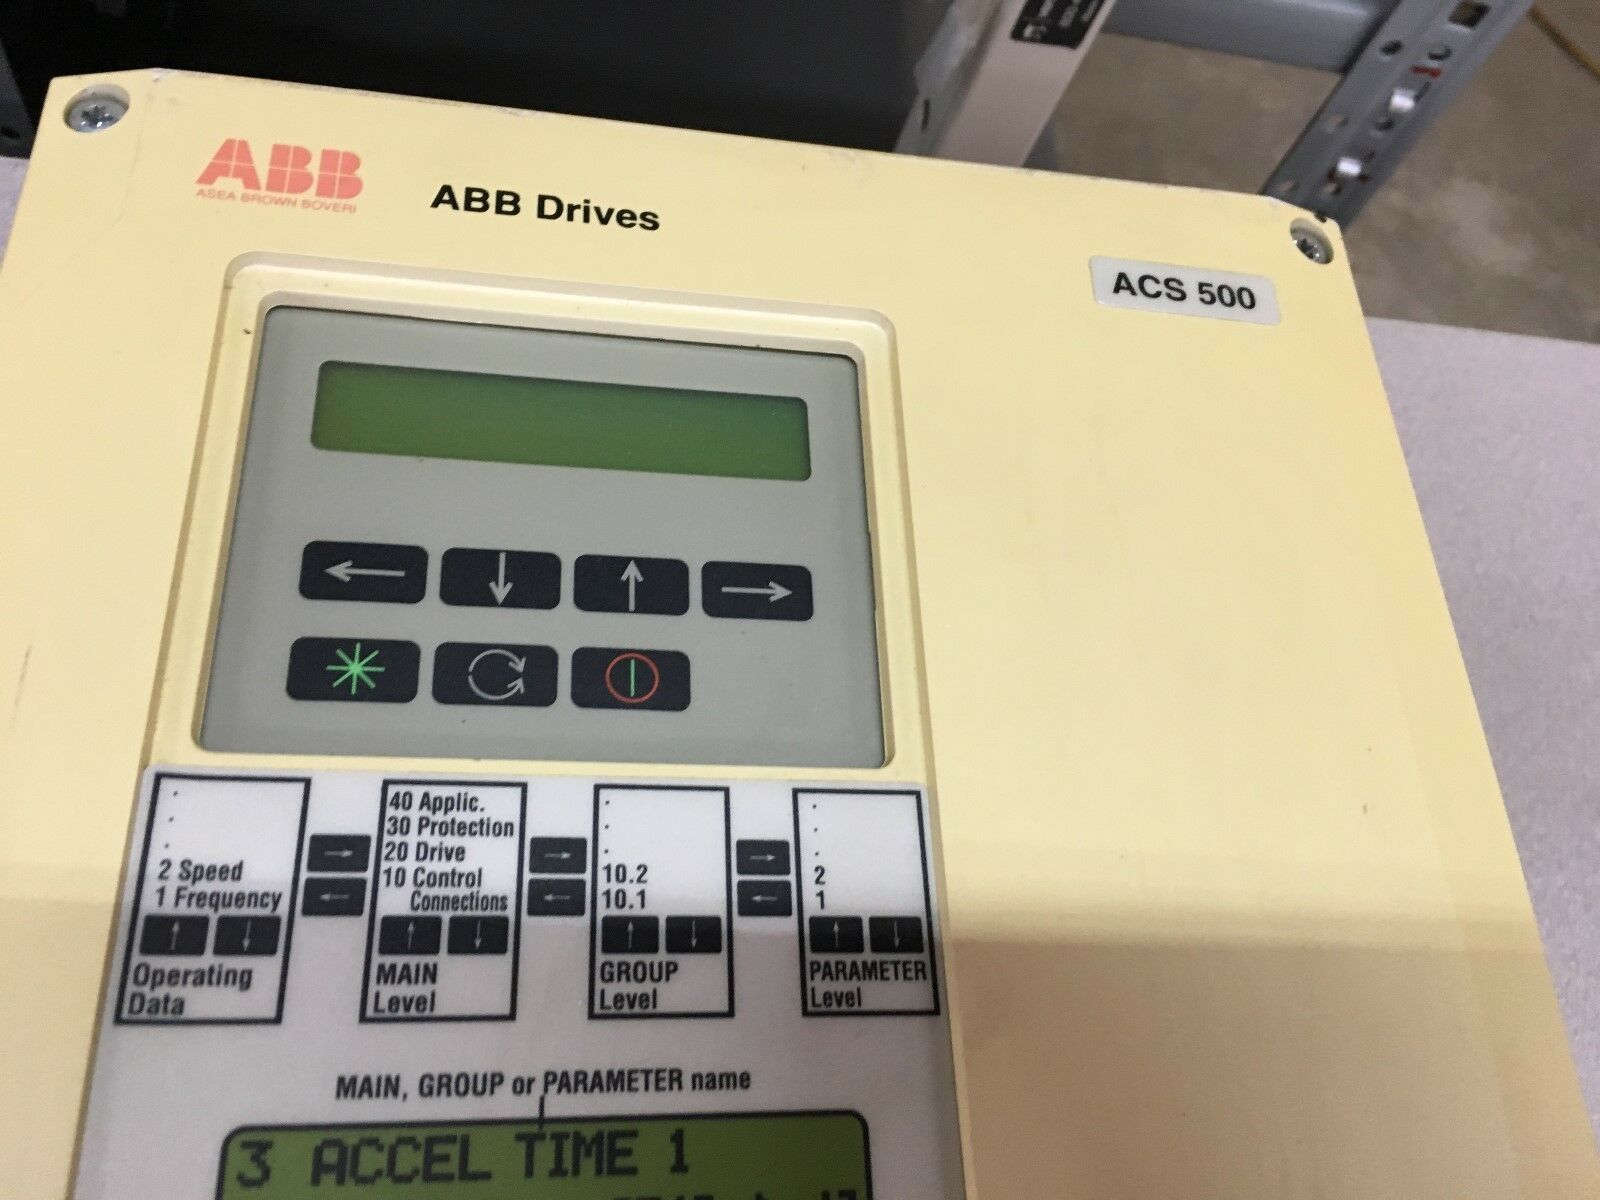 ABB
ASEA BROWN BOVERI
ABB Drives
ACS 500
2 Speed
1 Frequency
Operating
Data
40 Applic.
30 Protection
20 Drive
10 Control
Connections
MAIN
Level
10.2
10.1
GROUP
Level
2
1
PARAMETER
Level
MAIN, GROUP or PARAMETER name
3 ACCEL TIME 1